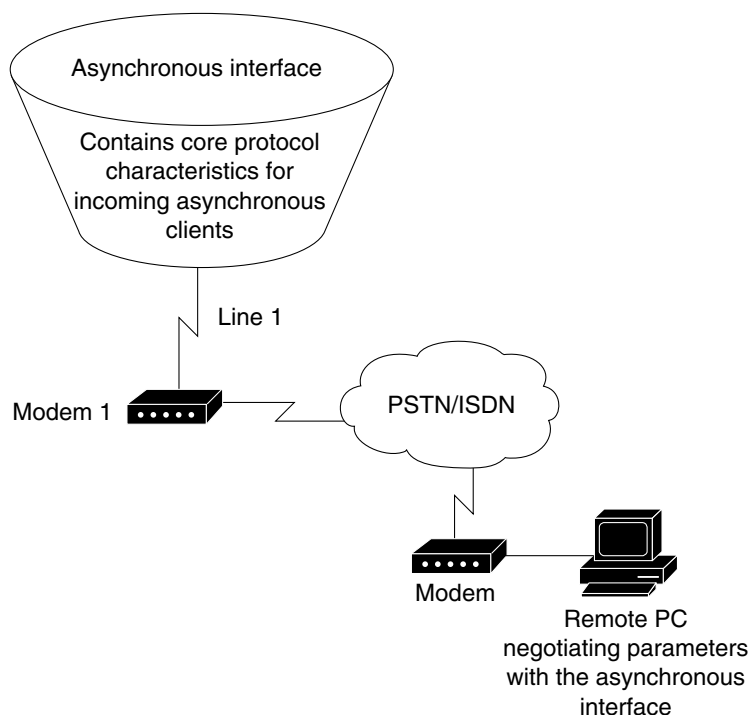 Asynchronous interface
Contains core protocol
characteristics for
incoming asynchronous
clients
Line 1
Modem 1
PSTN/ISDN
Modem
Remote PC
negotiating parameters
with the asynchronous
interface